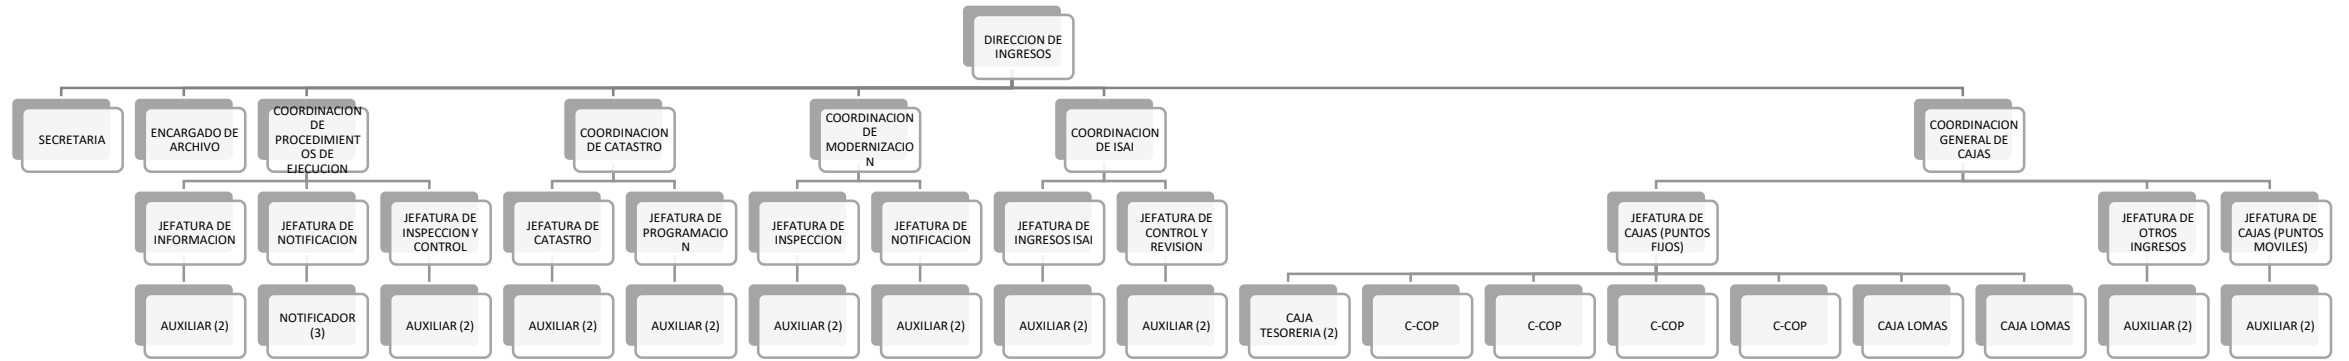 DIRECCION DE
INGRESOS
SECRETARIA
ENCARGADO DE
ARCHIVO
COORDINACION
DE
PROCEDIMIENT
OS DE
EJECUCION
COORDINACION
DE CATASTRO
COORDINACION
DE
MODERNIZACIO
N
COORDINACION
DE ISAI
COORDINACION
GENERAL DE
CAJAS
JEFATURA DE
INFORMACION
JEFATURA DE
NOTIFICACION
JEFATURA DE
INSPECCION Y
CONTROL
JEFATURA DE
CATASTRO
JEFATURA DE
PROGRAMACIO
N
JEFATURA DE
INSPECCION
JEFATURA DE
NOTIFICACION
JEFATURA DE
INGRESOS ISAI
JEFATURA DE
CONTROL Y
REVISION
JEFATURA DE
CAJAS (PUNTOS
FIJOS)
JEFATURA DE
OTROS
INGRESOS
JEFATURA DE
CAJAS (PUNTOS
MOVILES)
AUXILIAR (2)
NOTIFICADOR
(3)
AUXILIAR (2)
AUXILIAR (2)
AUXILIAR (2)
AUXILIAR (2)
AUXILIAR (2)
AUXILIAR (2)
AUXILIAR (2)
CAJA
TESORERIA (2)
C-COP
C-COP
C-COP
C-COP
CAJA LOMAS
CAJA LOMAS
AUXILIAR (2)
AUXILIAR (2)